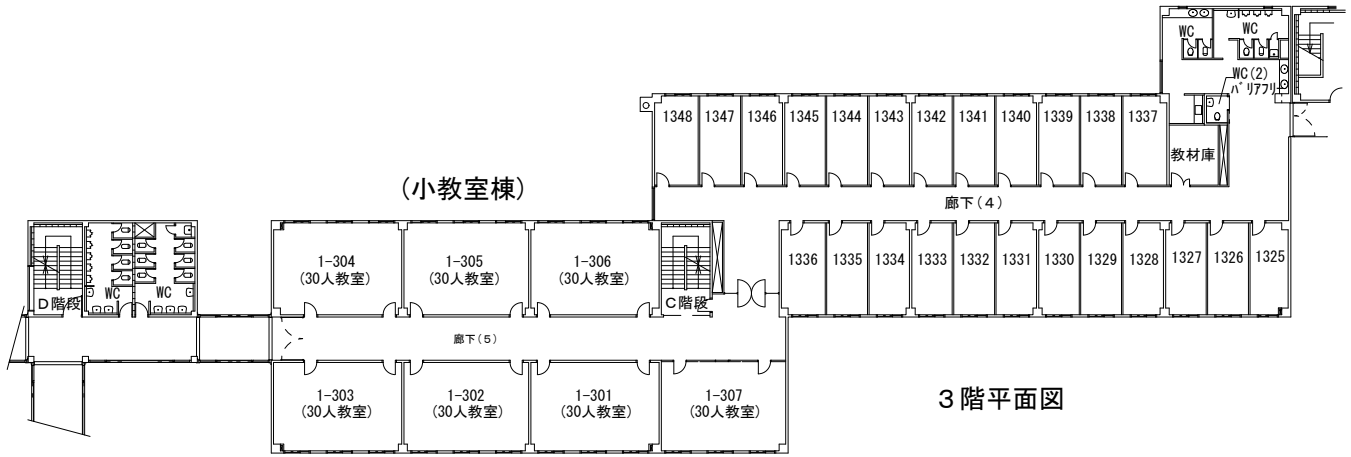 WC
WC
WC(2)
バリアフリー
1348
1347
1346
1345
1344
1343
1342
1341
1340
1339
1338
1337
教材庫
(小教室棟)
廊下(4)
1-304
(30人教室)
1-305
(30人教室)
1-306
(30人教室)
1336
1335
1334
1333
1332
1331
1330
1329
1328
1327
1326
1325
D階段
WC
WC
C階段
廊下(5)
1-303
(30人教室)
1-302
(30人教室)
1-301
(30人教室)
1-307
(30人教室)
3階平面図